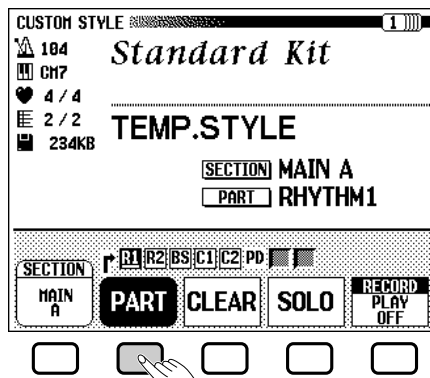 CUSTOM STYLE 1
104
CM7
4/4
2/2
234KB
Standard Kit
TEMP.STYLE
SECTION MAIN A
PART RHYTHM1
R1 R2 BS C1 C2 PD
SECTION
MAIN
A
PART
CLEAR
SOLO
RECORD
PLAY
OFF